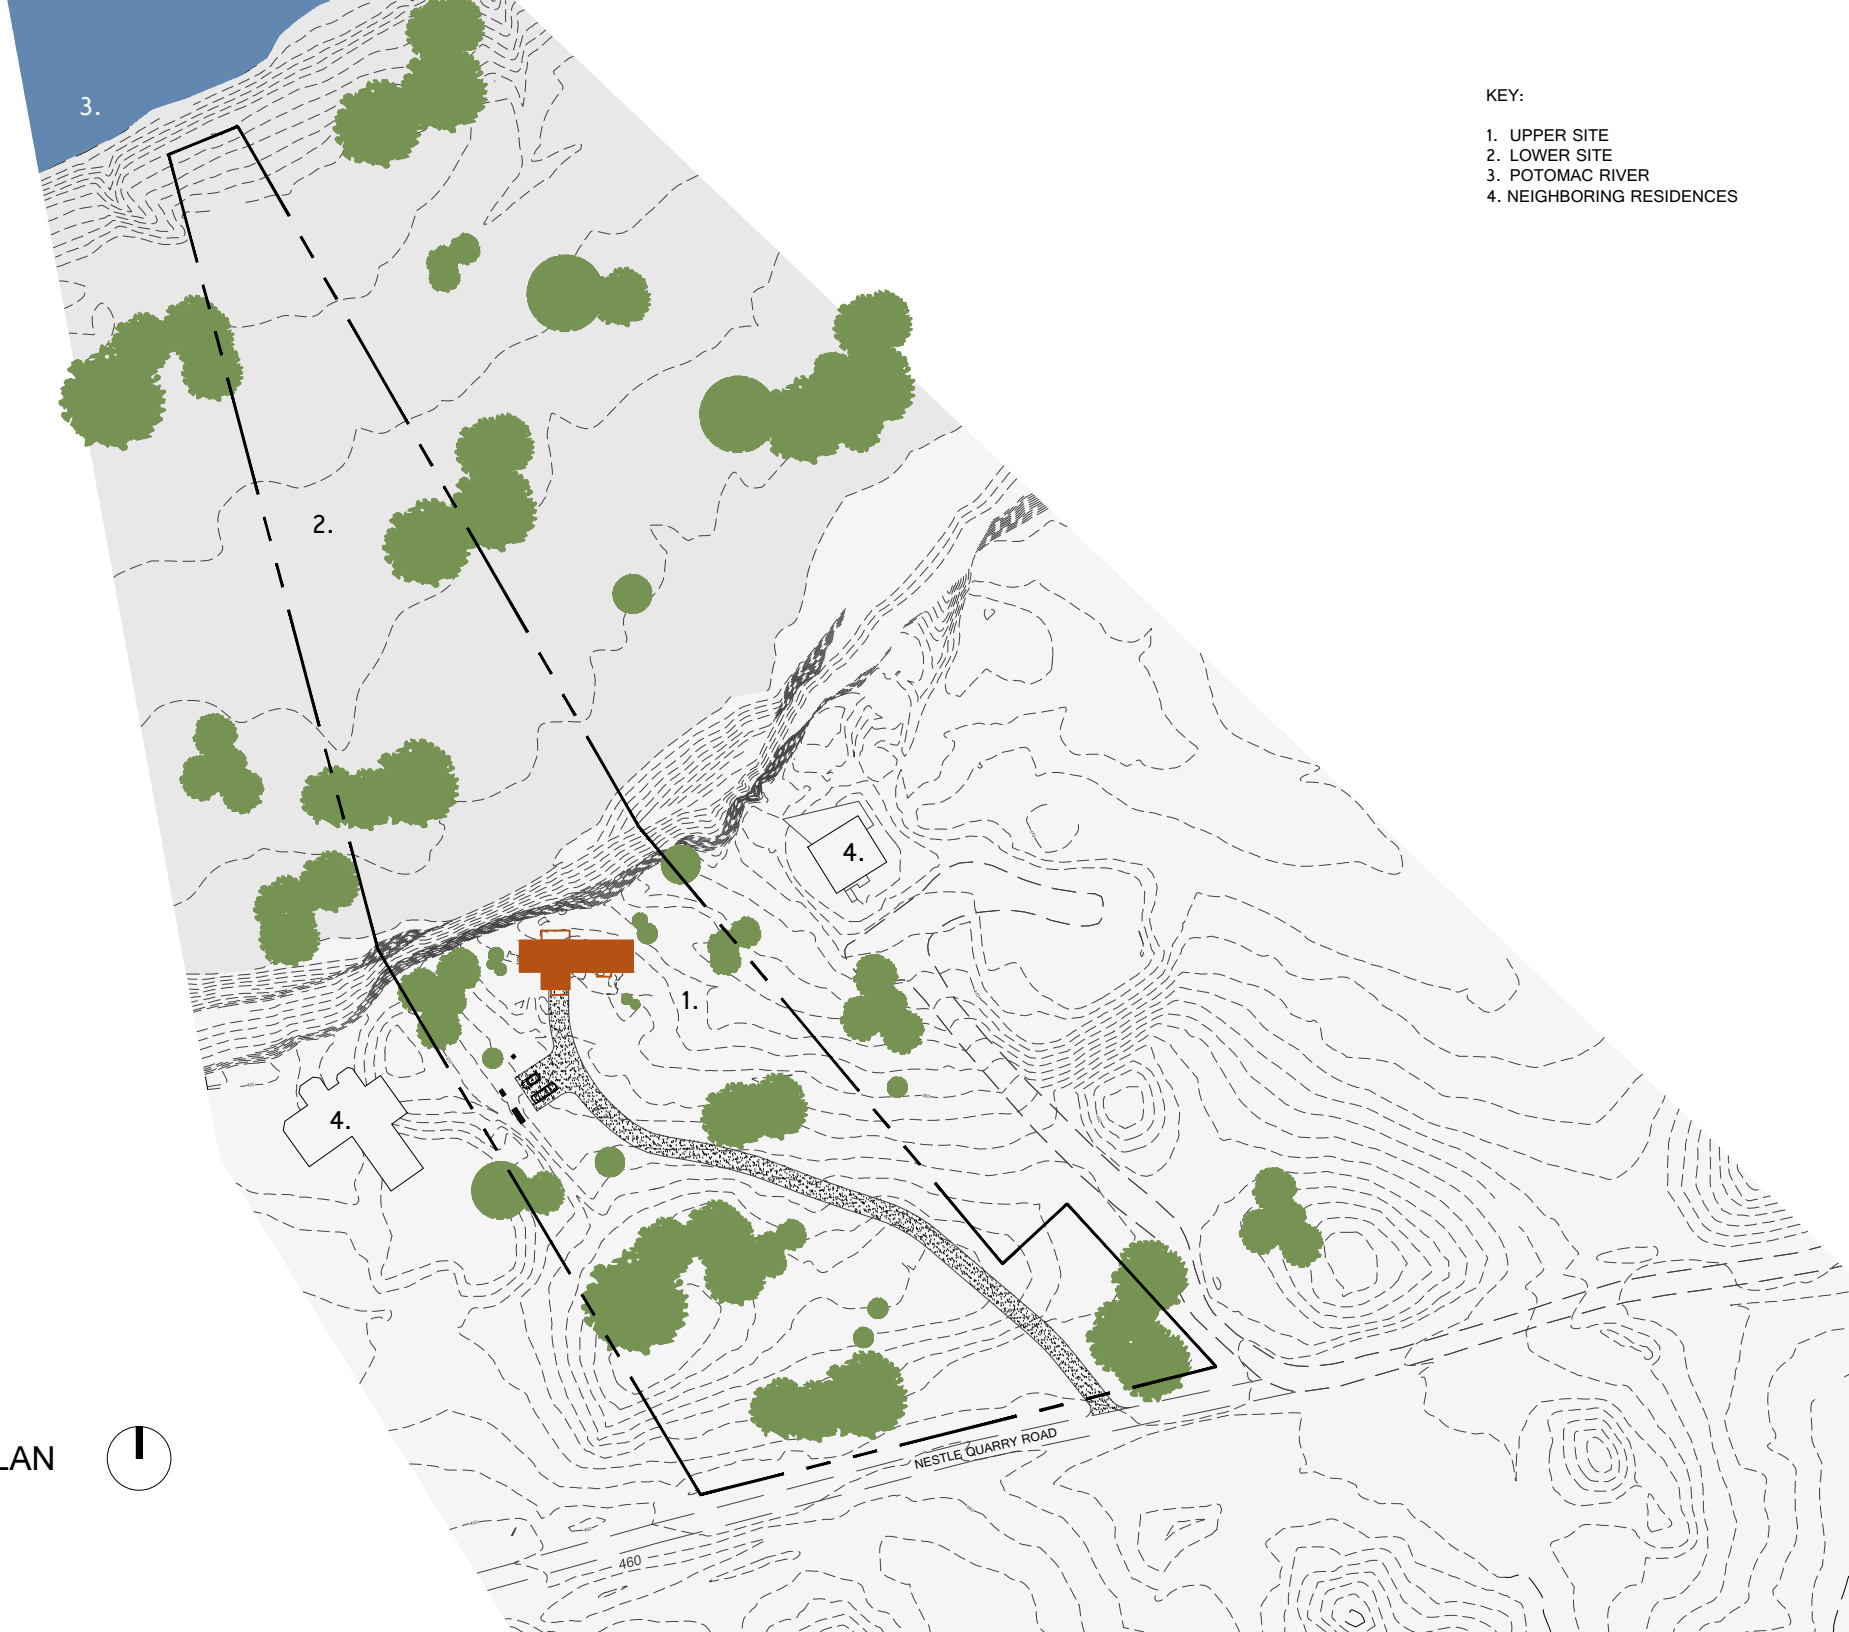 KEY:
1. UPPER SITE
2. LOWER SITE
3. POTOMAC RIVER
4. NEIGHBORING RESIDENCES
3.
2.
4.
1.
4.
NESTLE QUARRY ROAD
LAN
460